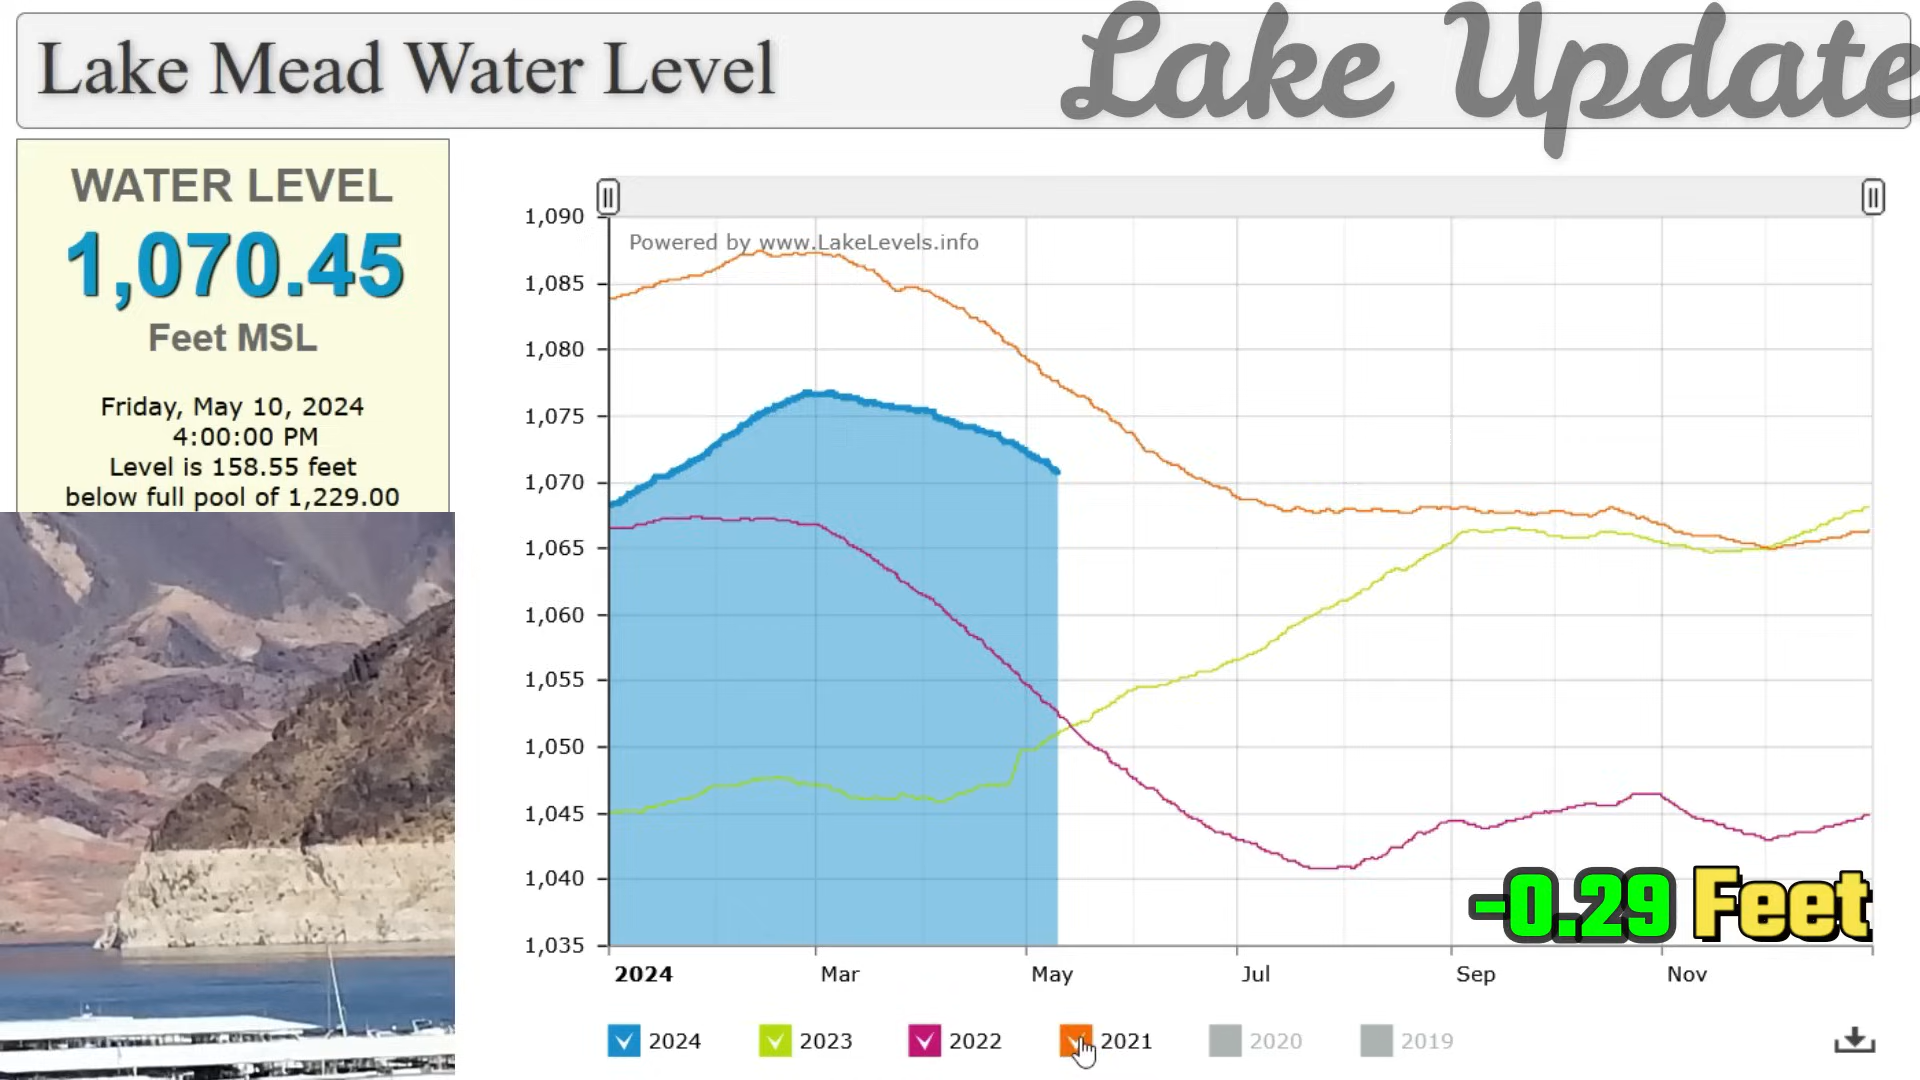 Lake Mead Water Level
Lake Update
WATER LEVEL
1,070.45
Feet MSL
Friday, May 10, 2024
4:00:00 PM
Level is 158.55 feet
below full pool of 1,229.00
Powered by www.LakeLevels.info
1,090
1,085
1,080
1,075
1,070
1,065
1,060
1,055
1,050
1,045
1,040
1,035
2024 Mar May Jul Sep Nov
-0.29 Feet
2024 2023 2022 2021 2020 2019